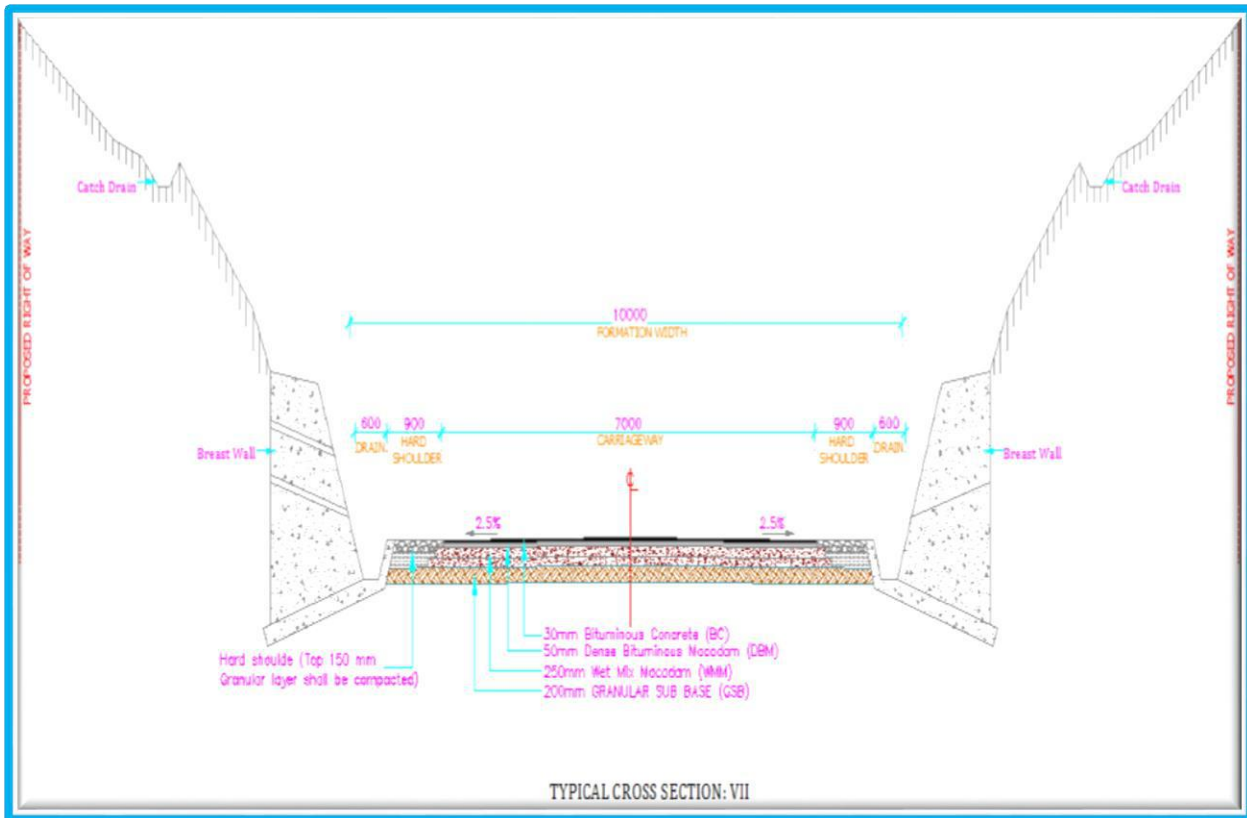 Catch Drain
Catch Drain
PROPOSED RIGHT OF WAY
PROPOSED RIGHT OF WAY
10000
FORMATION WIDTH
600 900 7000 900 600
DRAIN HARD SHOULDER CARRIAGEWAY HARD SHOULDER DRAIN
Breast Wall
Breast Wall
CL
2.5% 2.5%
30mm Bituminous Concrete (BC)
50mm Dense Bituminous Macadam (DBM)
250mm Wet Mix Macadam (WMM)
200mm GRANULAR SUB BASE (GSB)
Hard shoulde (Top 150 mm
Granular layer shall be compacted)
TYPICAL CROSS SECTION: VII